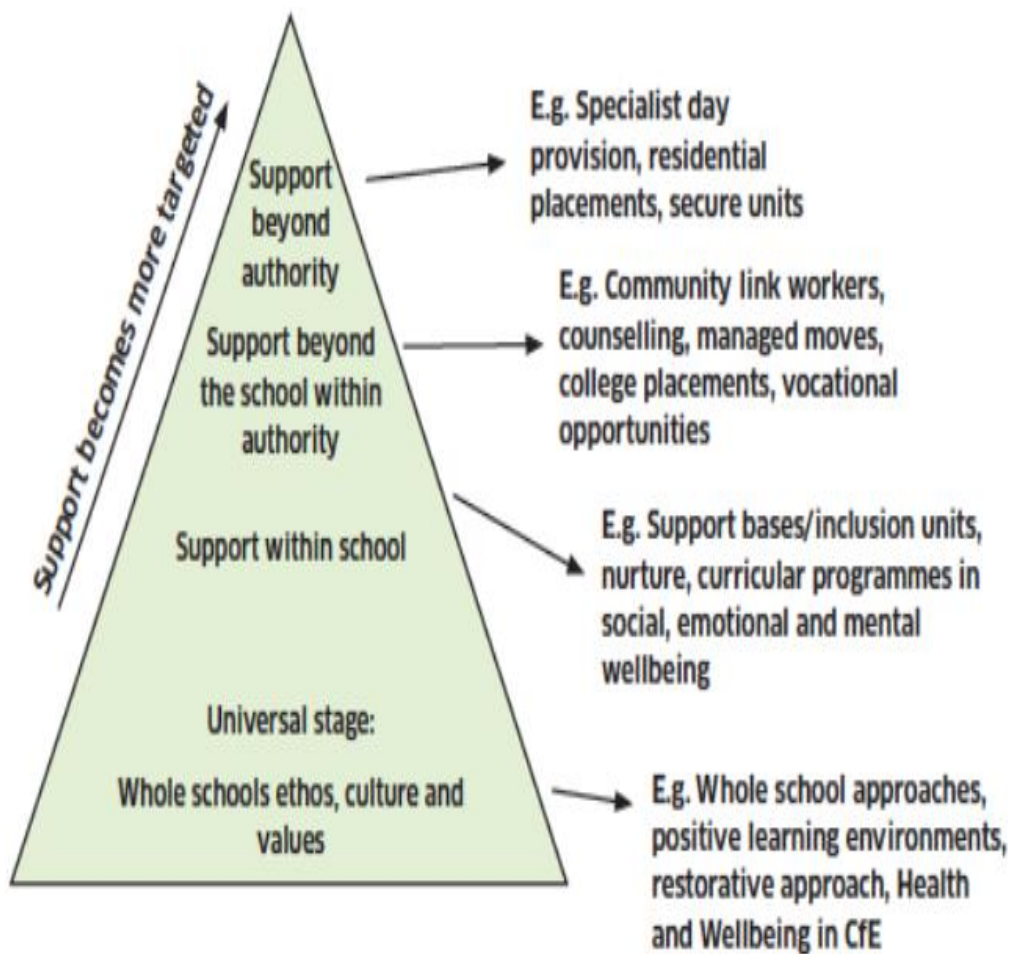 Support becomes more targeted
Support
beyond
authority
E.g. Specialist day
provision, residential
placements, secure units
Support beyond
the school within
authority
E.g. Community link workers,
counselling, managed moves,
college placements, vocational
opportunities
Support within school
E.g. Support bases/inclusion units,
nurture, curricular programmes in
social, emotional and mental
wellbeing
Universal stage:
Whole schools ethos, culture and
values
E.g. Whole school approaches,
positive learning environments,
restorative approach, Health
and Wellbeing in CfE